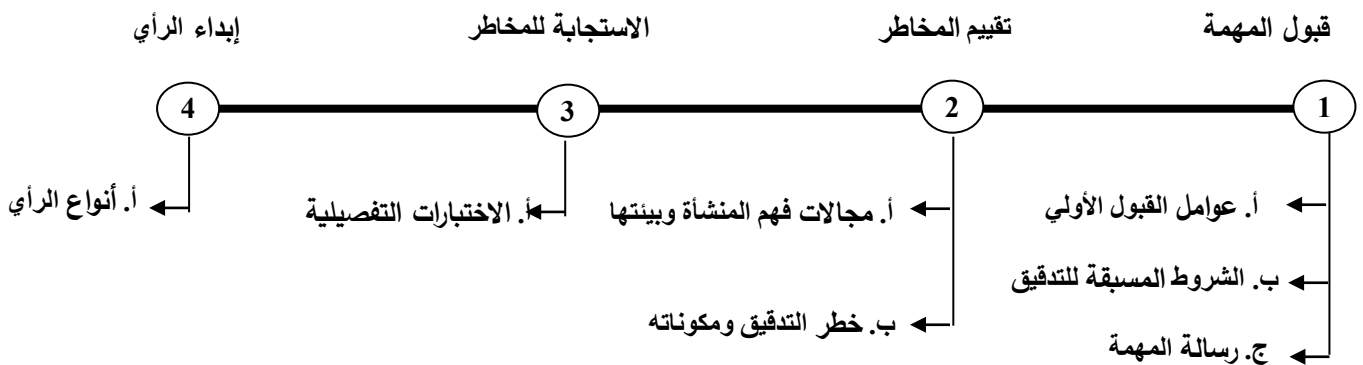 قبول المهمة
تقييم المخاطر
الاستجابة للمخاطر
إبداء الرأي
1
2
3
4
أ. عوامل القبول الأولي
ب. الشروط المسبقة للتدقيق
ج. رسالة المهمة
أ. مجالات فهم المنشأة وبيئتها
ب. خطر التدقيق ومكوناته
أ. الاختبارات التفصيلية
أ. أنواع الرأي